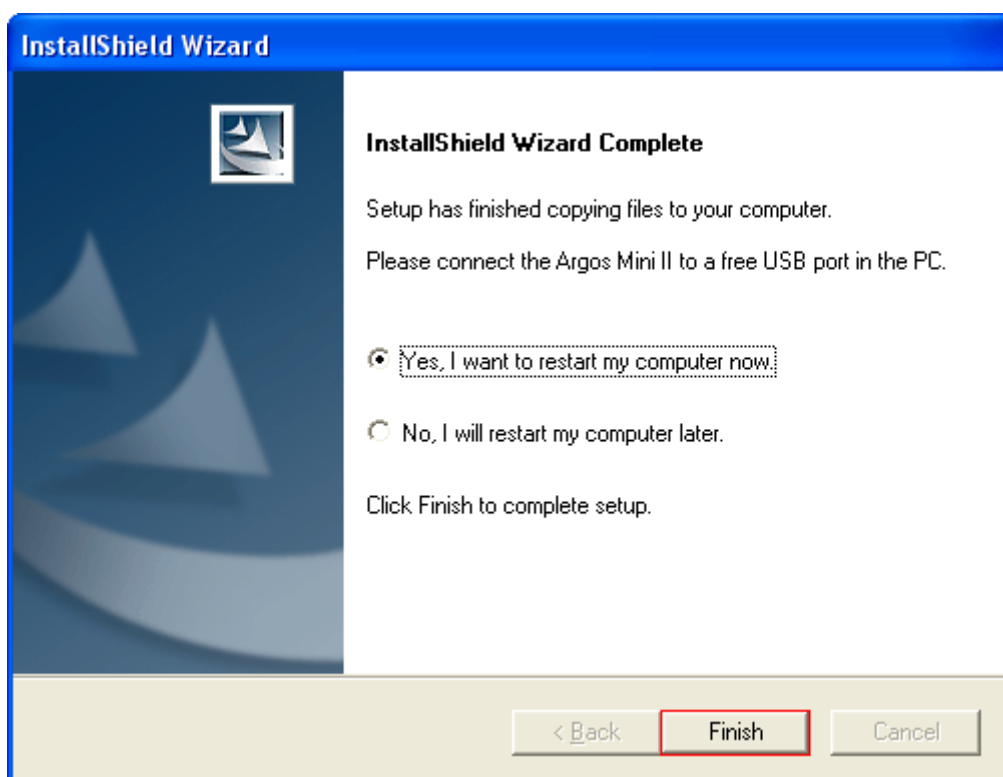 InstallShield Wizard
InstallShield Wizard Complete
Setup has finished copying files to your computer.
Please connect the Argos Mini II to a free USB port in the PC.
Yes, I want to restart my computer now.
No, I will restart my computer later.
Click Finish to complete setup.
< Back Finish Cancel